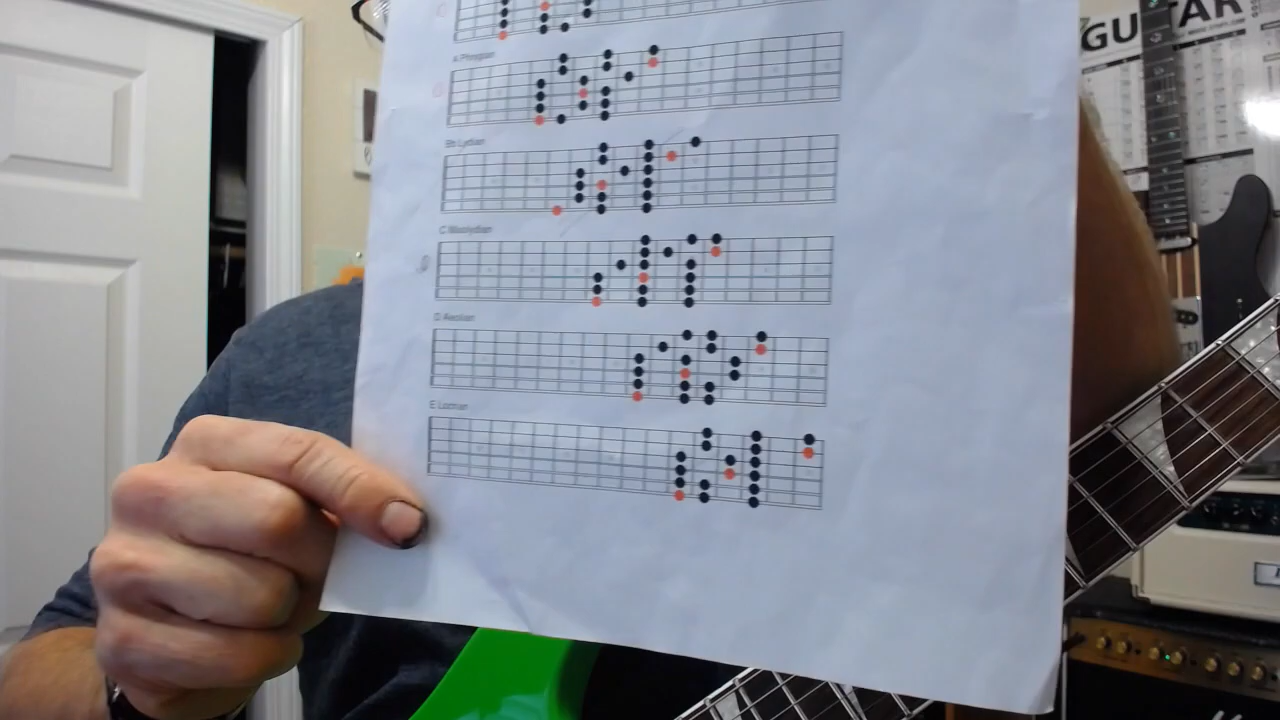 GUITAR
A Phrygian
Bb Lydian
C Mixolydian
D Aeolian
E Locrian